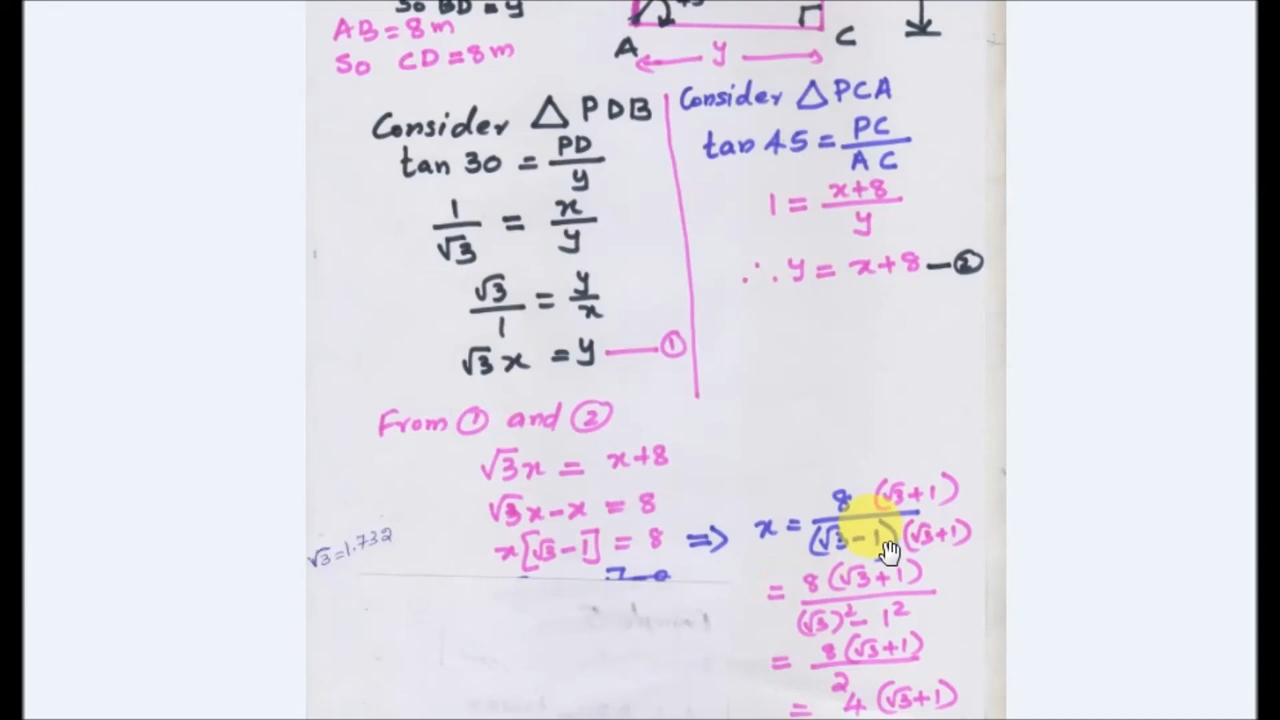 So BD = y
AB = 8m
So CD = 8m
A
y
C
Consider △ PDB
tan 30 = PD/y
1/√3 = x/y
√3/1 = y/x
√3 x = y —— ①
Consider △ PCA
tan 45 = PC/AC
1 = x+8/y
∴ y = x+8 — ②
From ① and ②
√3x = x+8
√3x - x = 8
x[√3 - 1] = 8 ⇒
√3 = 1.732
x = 8 (√3+1)/(√3-1)(√3+1)
= 8(√3+1)/(√3)² - 1²
= 8(√3+1)/2
= 4(√3+1)